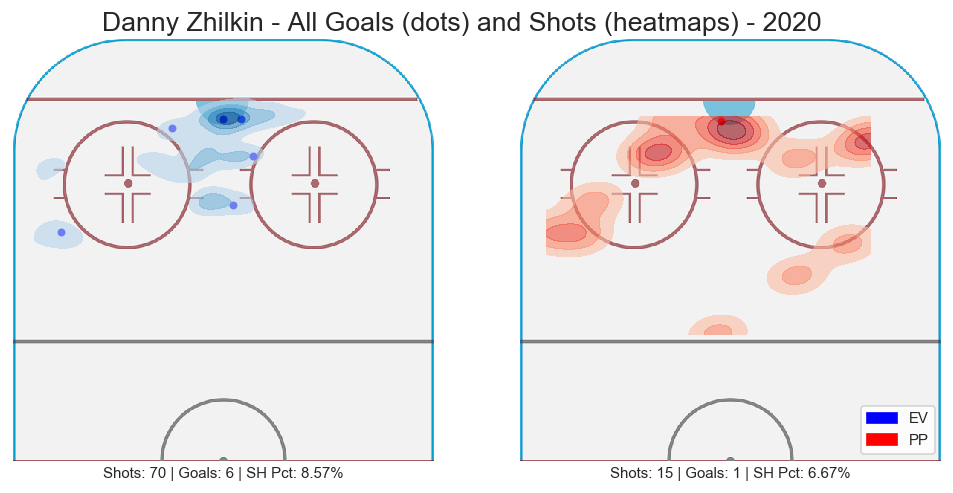 Danny Zhilkin - All Goals (dots) and Shots (heatmaps) - 2020
EV
PP
Shots: 70 | Goals: 6 | SH Pct: 8.57%
Shots: 15 | Goals: 1 | SH Pct: 6.67%